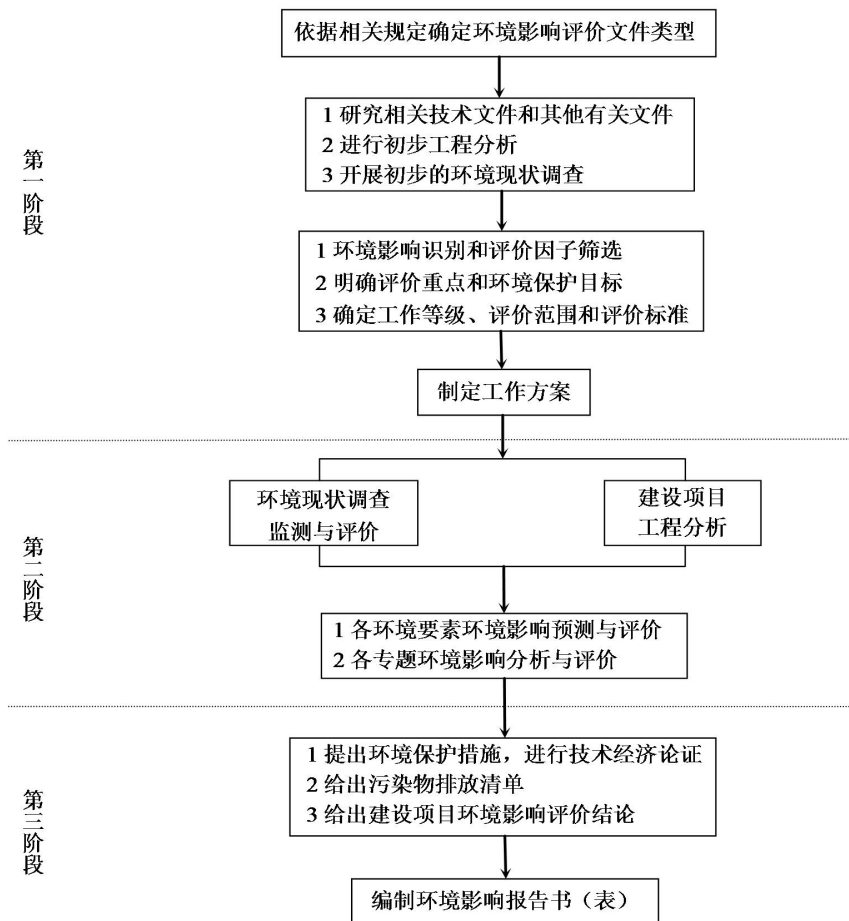 依据相关规定确定环境影响评价文件类型
1 研究相关技术文件和其他有关文件
2 进行初步工程分析
3 开展初步的环境现状调查
第一阶段
1 环境影响识别和评价因子筛选
2 明确评价重点和环境保护目标
3 确定工作等级、评价范围和评价标准
制定工作方案
环境现状调查
监测与评价
建设项目
工程分析
第二阶段
1 各环境要素环境影响预测与评价
2 各专题环境影响分析与评价
1 提出环境保护措施，进行技术经济论证
2 给出污染物排放清单
3 给出建设项目环境影响评价结论
第三阶段
编制环境影响报告书（表）